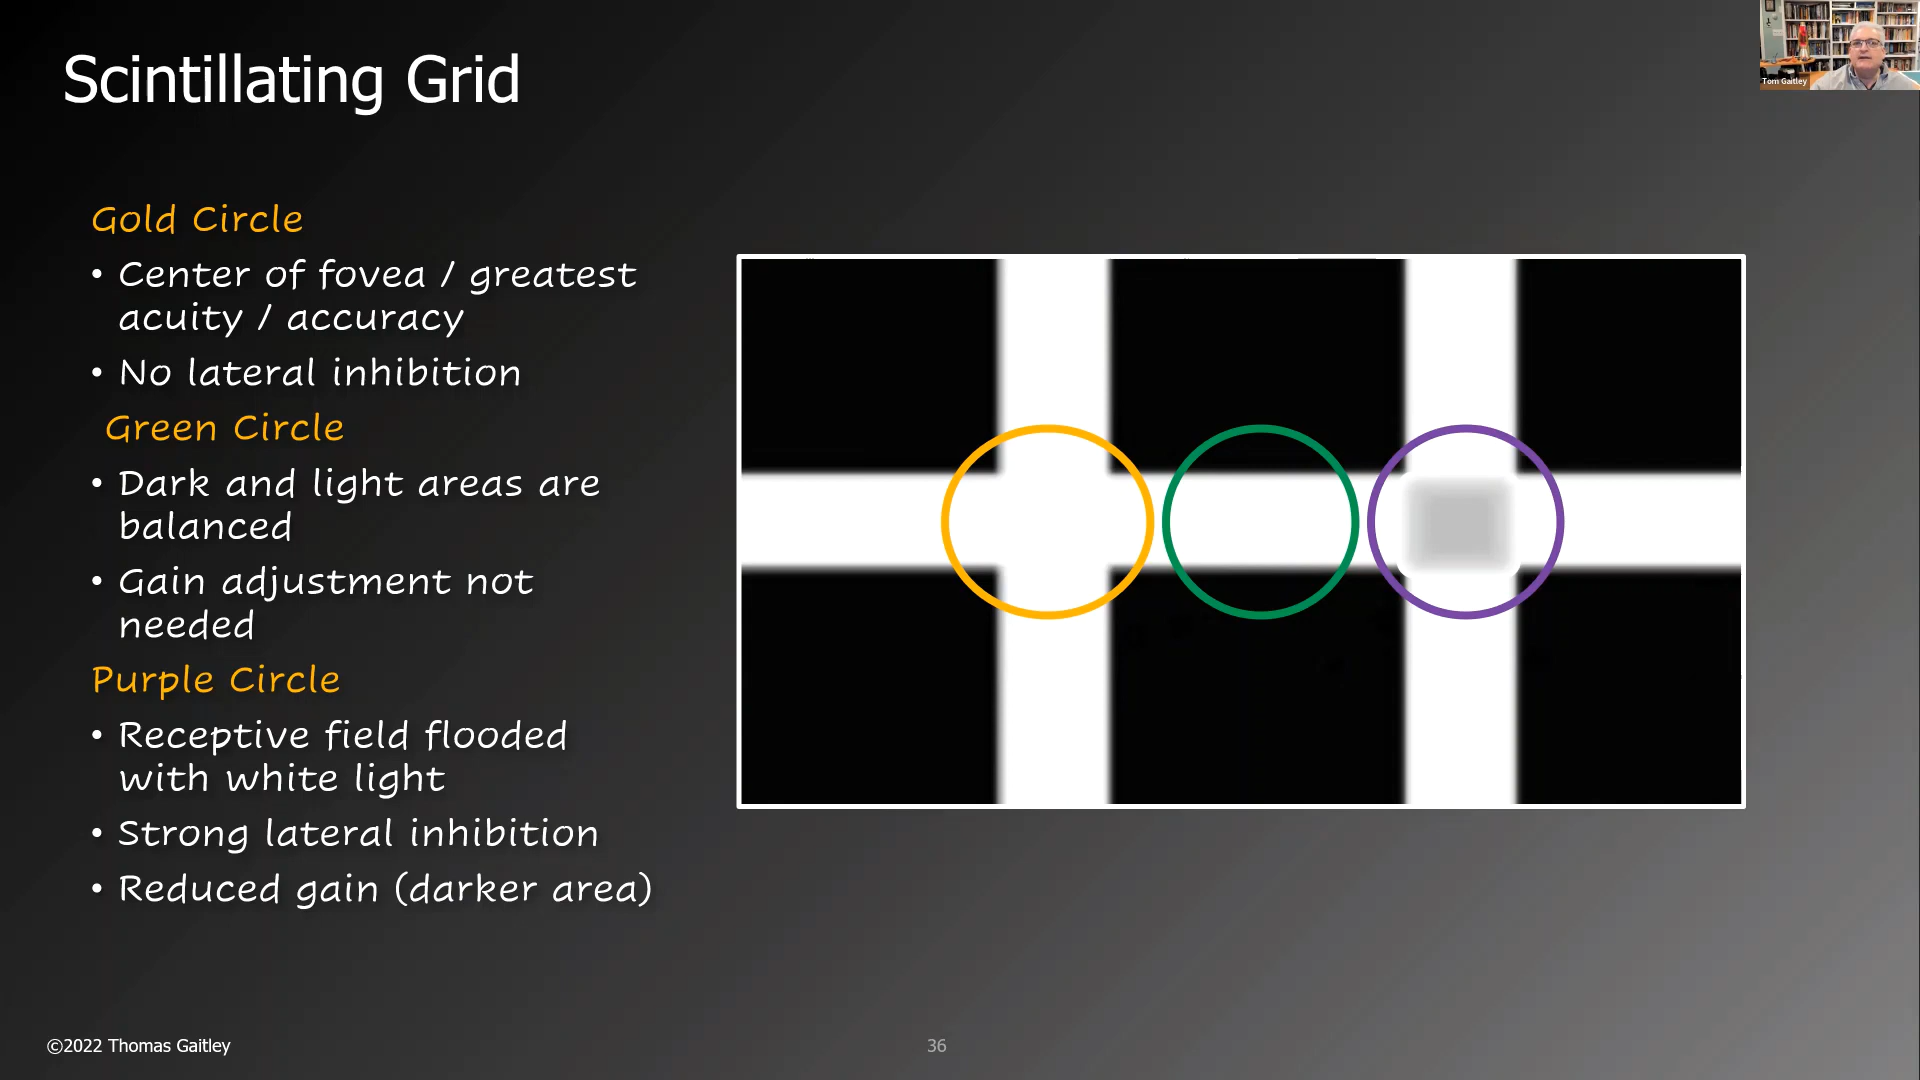 Scintillating Grid
Tom Gaitley
Gold Circle
• Center of fovea / greatest
acuity / accuracy
• No lateral inhibition
Green Circle
• Dark and light areas are
balanced
• Gain adjustment not
needed
Purple Circle
• Receptive field flooded
with white light
• Strong lateral inhibition
• Reduced gain (darker area)
©2022 Thomas Gaitley
36